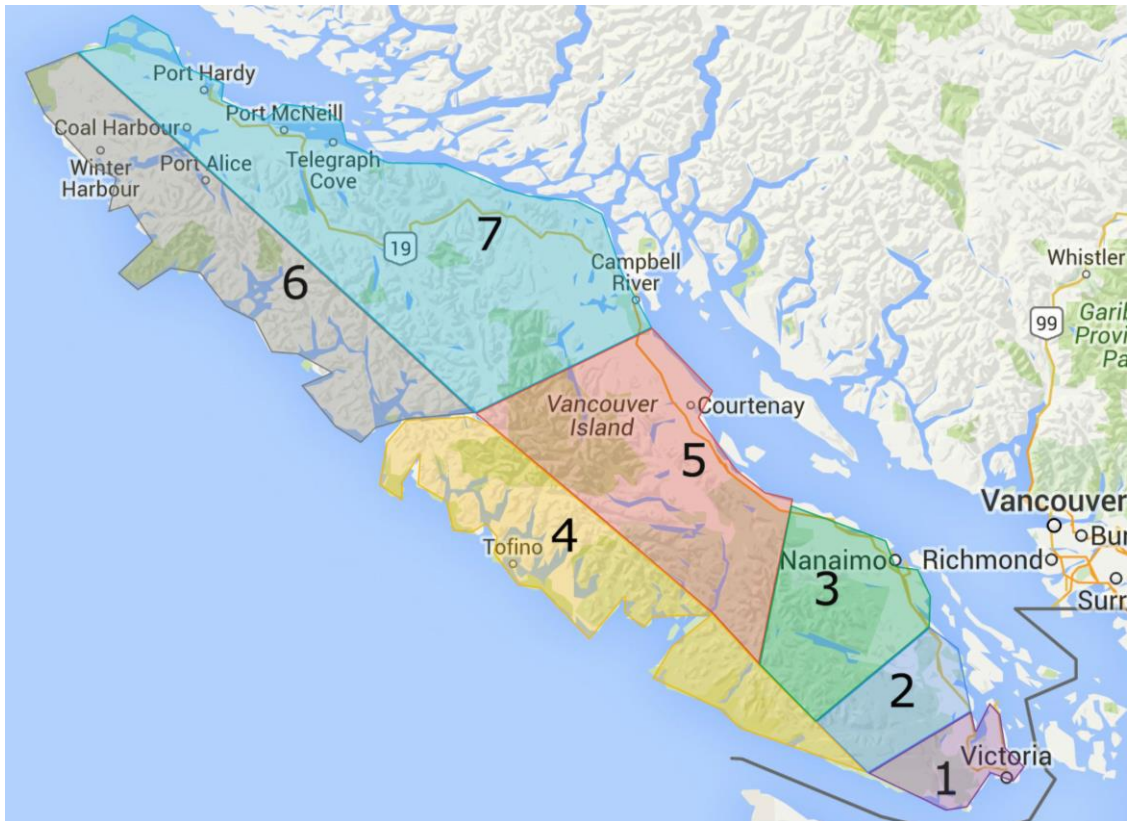 Port Hardy
Port McNeill
Coal Harbour
Winter
Harbour
Port Alice
Telegraph
Cove
7
19
6
Campbell
River
Whistler
99
Garib
Provi
Pa
Vancouver
Island
Courtenay
5
4
Tofino
Vancouver
Bur
Nanaimo
Richmond
Surr
3
2
1
Victoria